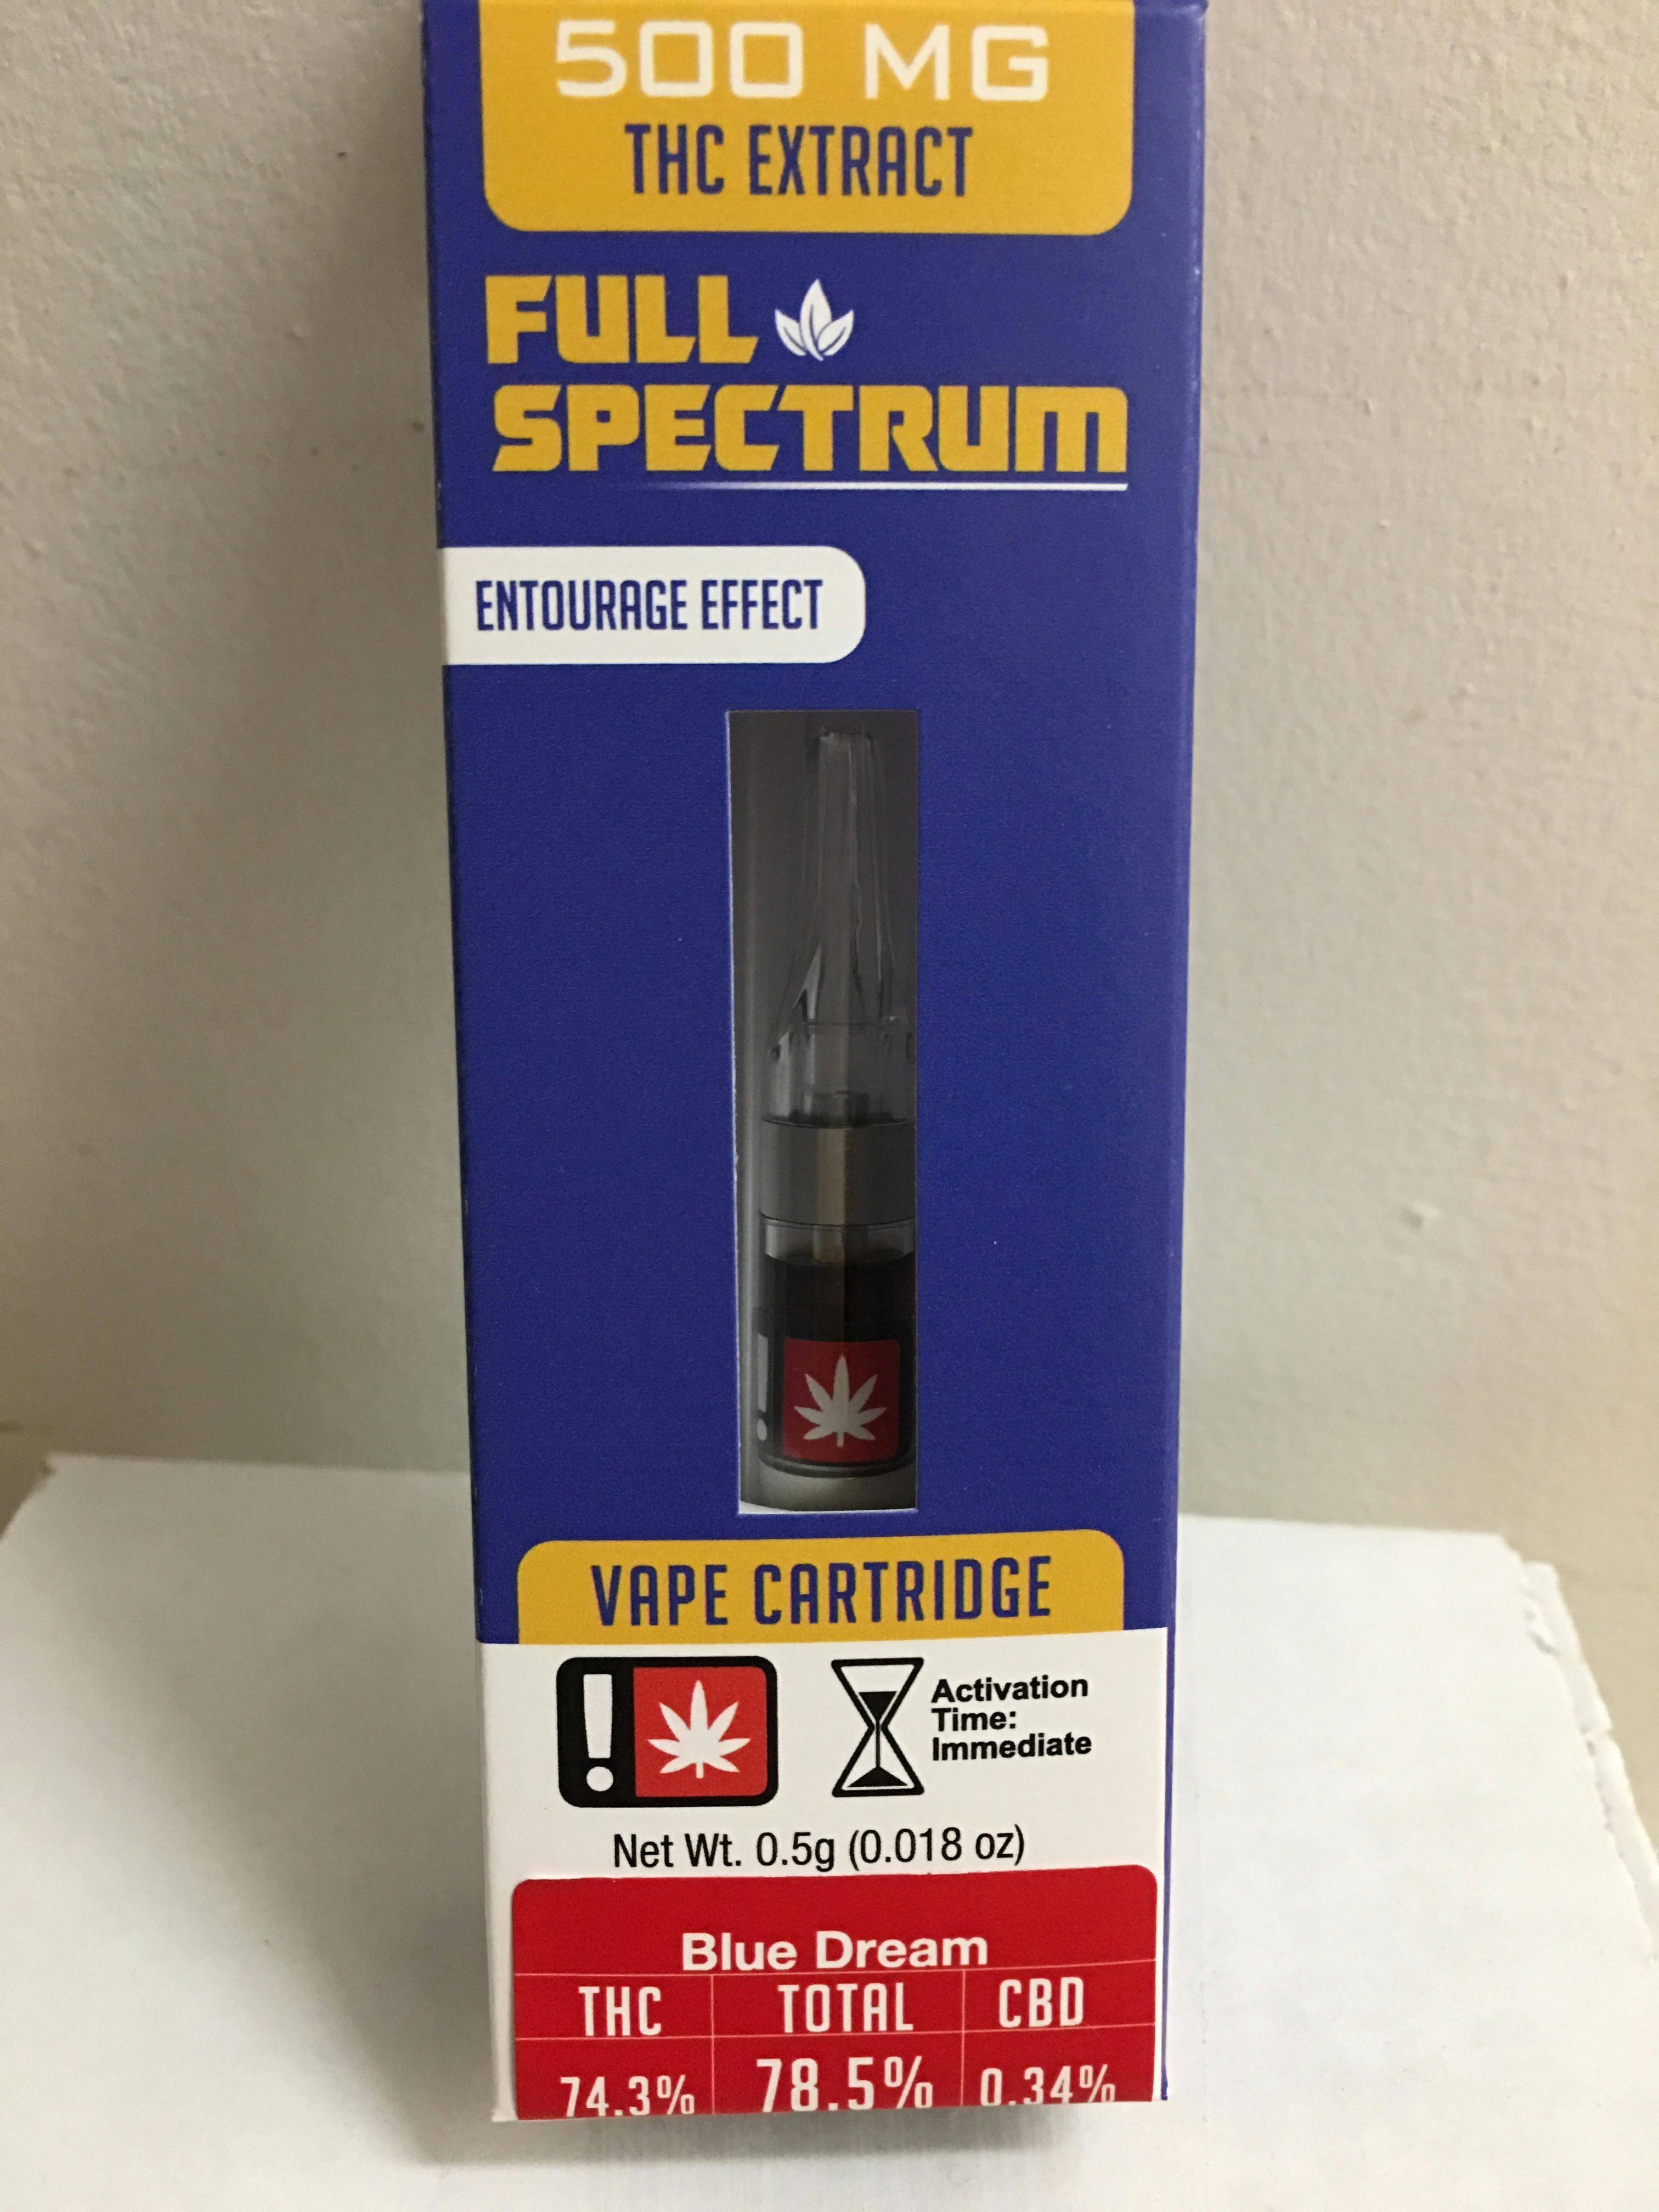 500 MG
THC EXTRACT
FULL
SPECTRUM
ENTOURAGE EFFECT
!
VAPE CARTRIDGE
!
Activation
Time:
Immediate
Net Wt. 0.5g (0.018 oz)
Blue Dream
THC TOTAL CBD
74.3% 78.5% 0.34%